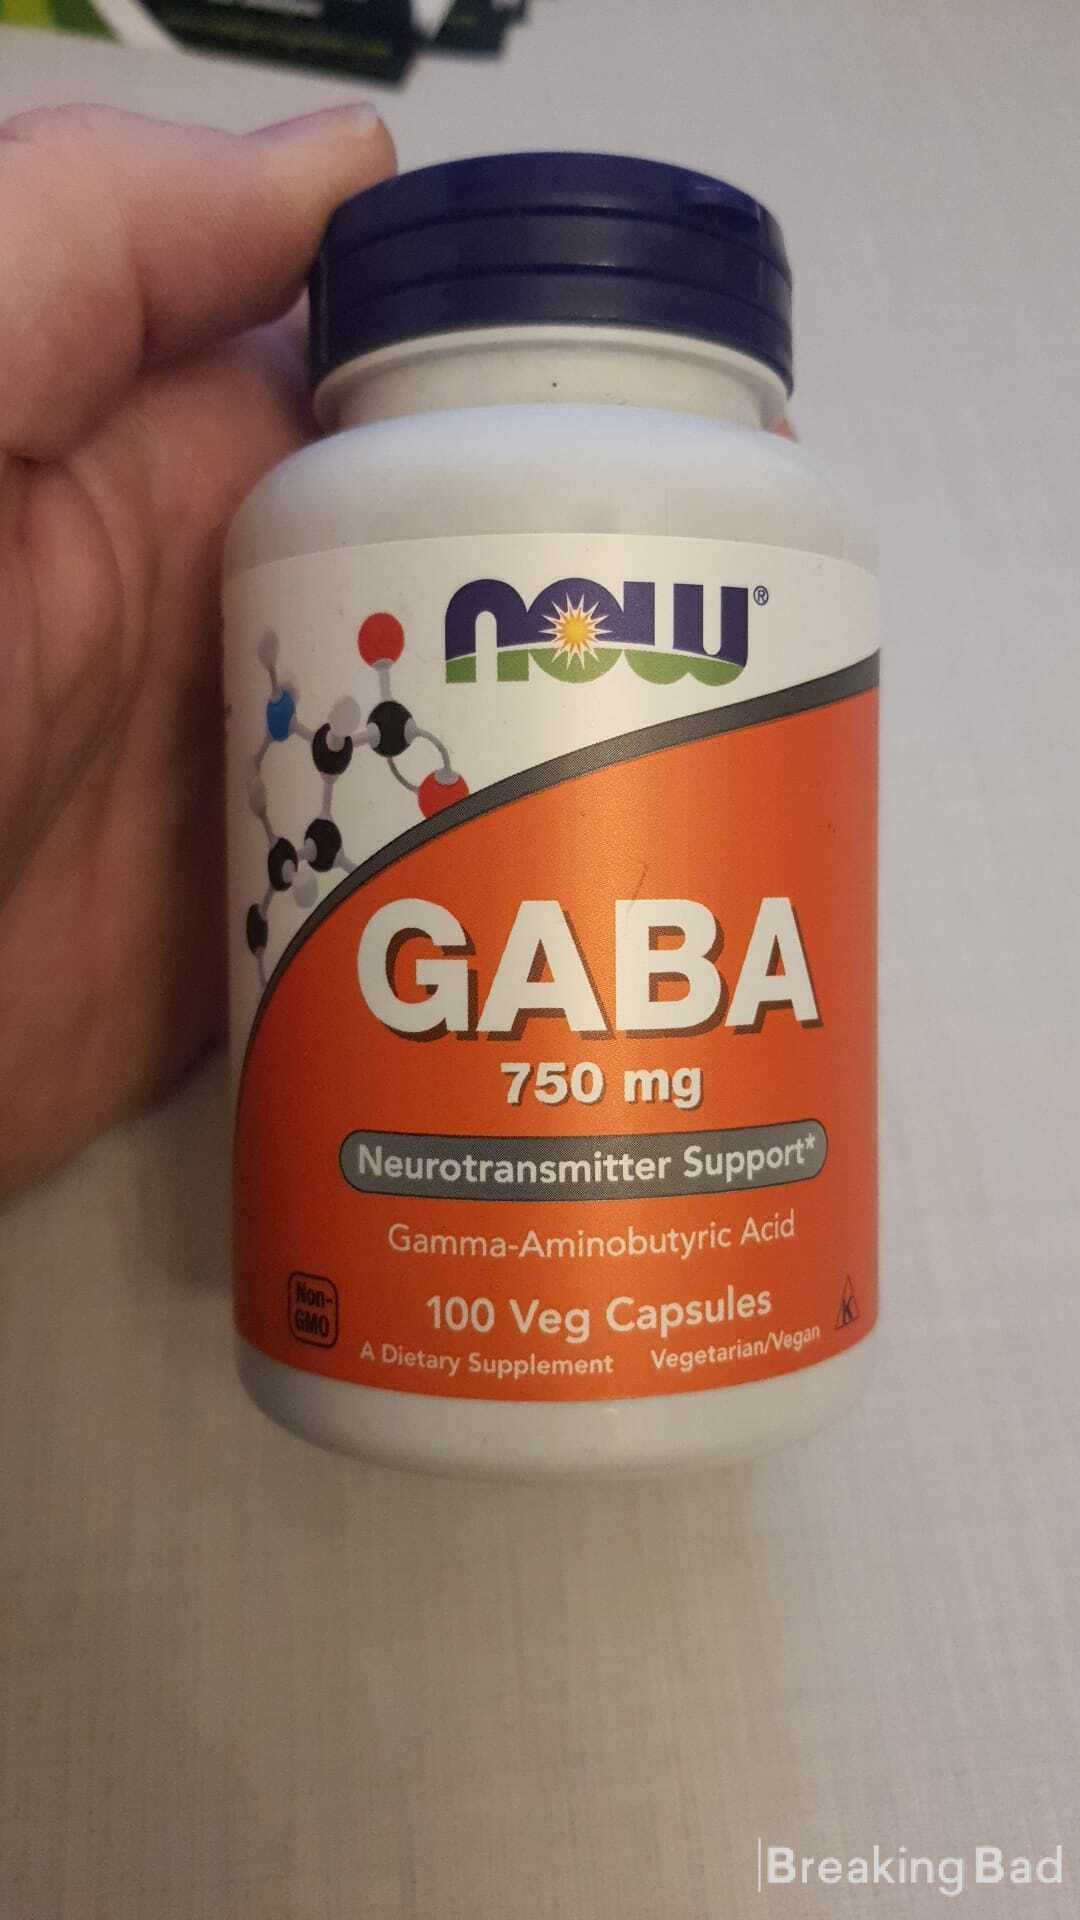 NOW®
GABA
750 mg
Neurotransmitter Support*
Gamma-Aminobutyric Acid
Non-
GMO
100 Veg Capsules
K
A Dietary Supplement Vegetarian/Vegan
Breaking Bad